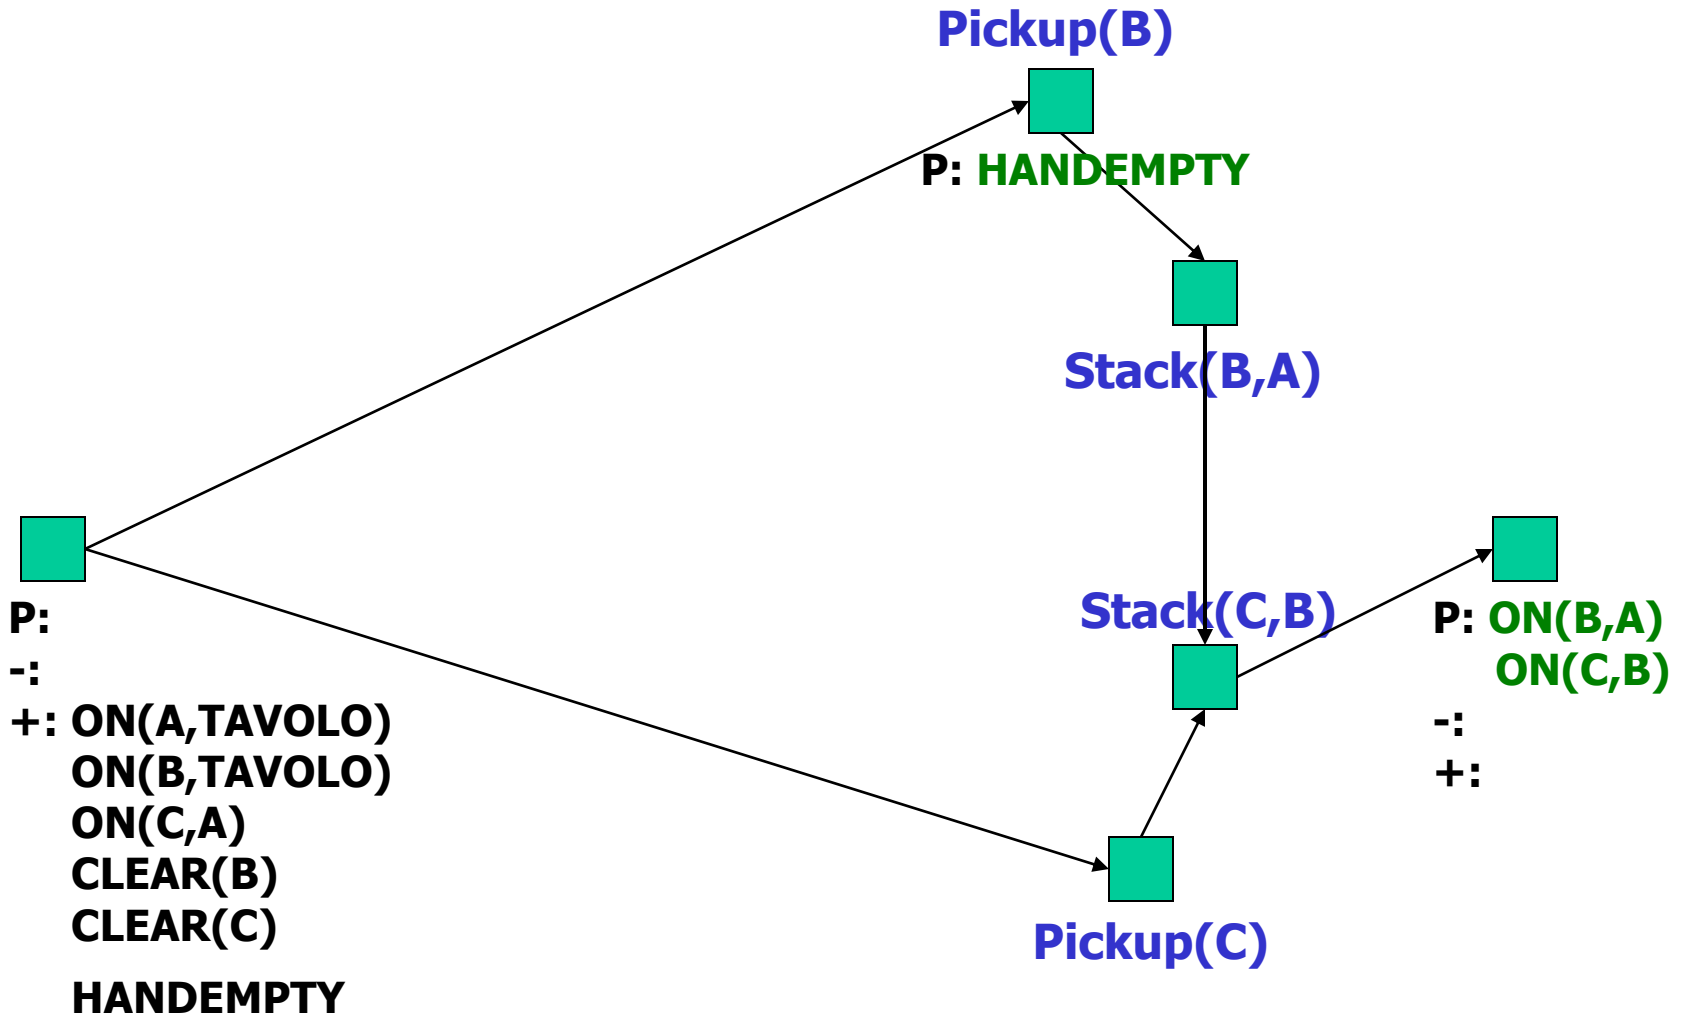 Pickup(B)
P: HANDEMPTY
Stack(B,A)
Stack(C,B)
P:
-:
+: ON(A,TAVOLO)
ON(B,TAVOLO)
ON(C,A)
CLEAR(B)
CLEAR(C)
HANDEMPTY
P: ON(B,A)
ON(C,B)
-:
+:
Pickup(C)